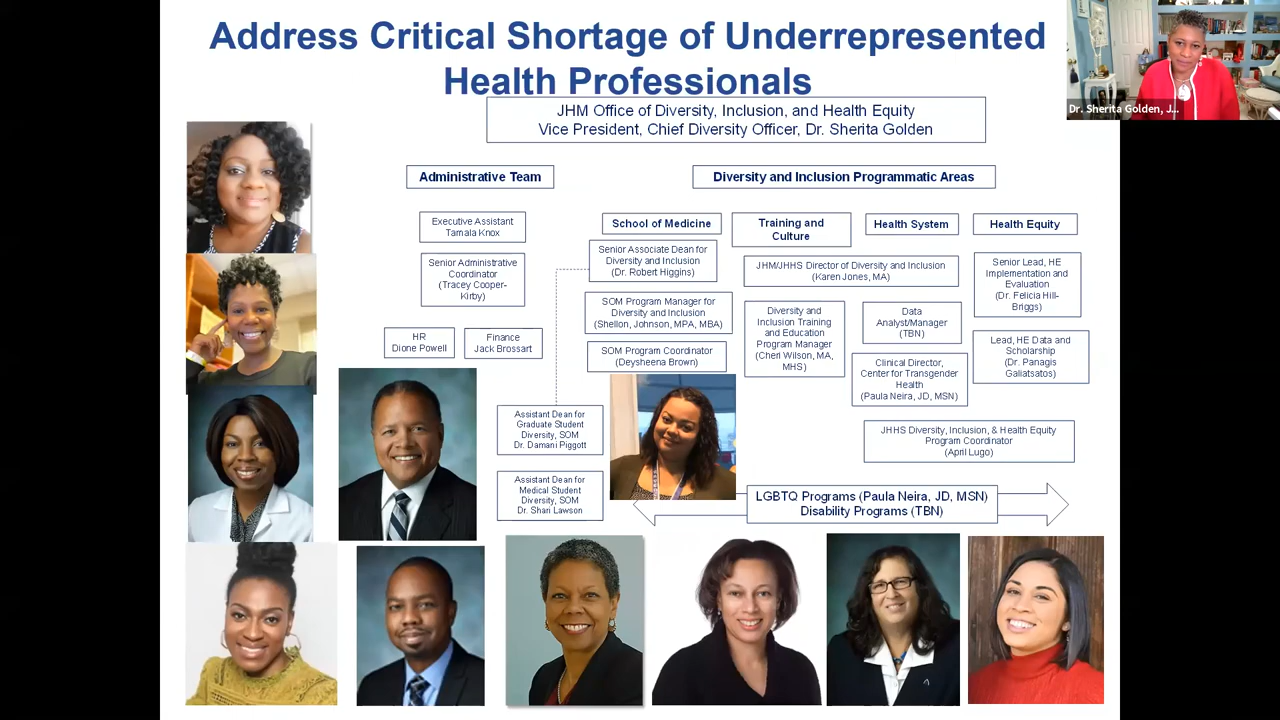 Address Critical Shortage of Underrepresented
Health Professionals
Dr. Sherita Golden, J...
JHM Office of Diversity, Inclusion, and Health Equity
Vice President, Chief Diversity Officer, Dr. Sherita Golden
Administrative Team
Diversity and Inclusion Programmatic Areas
Executive Assistant
Tamala Knox
Senior Administrative
Coordinator
(Tracey Cooper-
Kirby)
HR
Dione Powell
Finance
Jack Brossart
School of Medicine
Senior Associate Dean for
Diversity and Inclusion
(Dr. Robert Higgins)
SOM Program Manager for
Diversity and Inclusion
(Shellon, Johnson, MPA, MBA)
SOM Program Coordinator
(Deysheena Brown)
Assistant Dean for
Graduate Student
Diversity, SOM
Dr. Damani Piggott
Assistant Dean for
Medical Student
Diversity, SOM
Dr. Shari Lawson
Training and
Culture
Health System
Health Equity
JHM/JHHS Director of Diversity and Inclusion
(Karen Jones, MA)
Diversity and
Inclusion Training
and Education
Program Manager
(Cheri Wilson, MA,
MHS)
Data
Analyst/Manager
(TBN)
Clinical Director,
Center for Transgender
Health
(Paula Neira, JD, MSN)
Senior Lead, HE
Implementation and
Evaluation
(Dr. Felicia Hill-
Briggs)
Lead, HE Data and
Scholarship
(Dr. Panagis
Galiatsatos)
JHHS Diversity, Inclusion, & Health Equity
Program Coordinator
(April Lugo)
LGBTQ Programs (Paula Neira, JD, MSN)
Disability Programs (TBN)